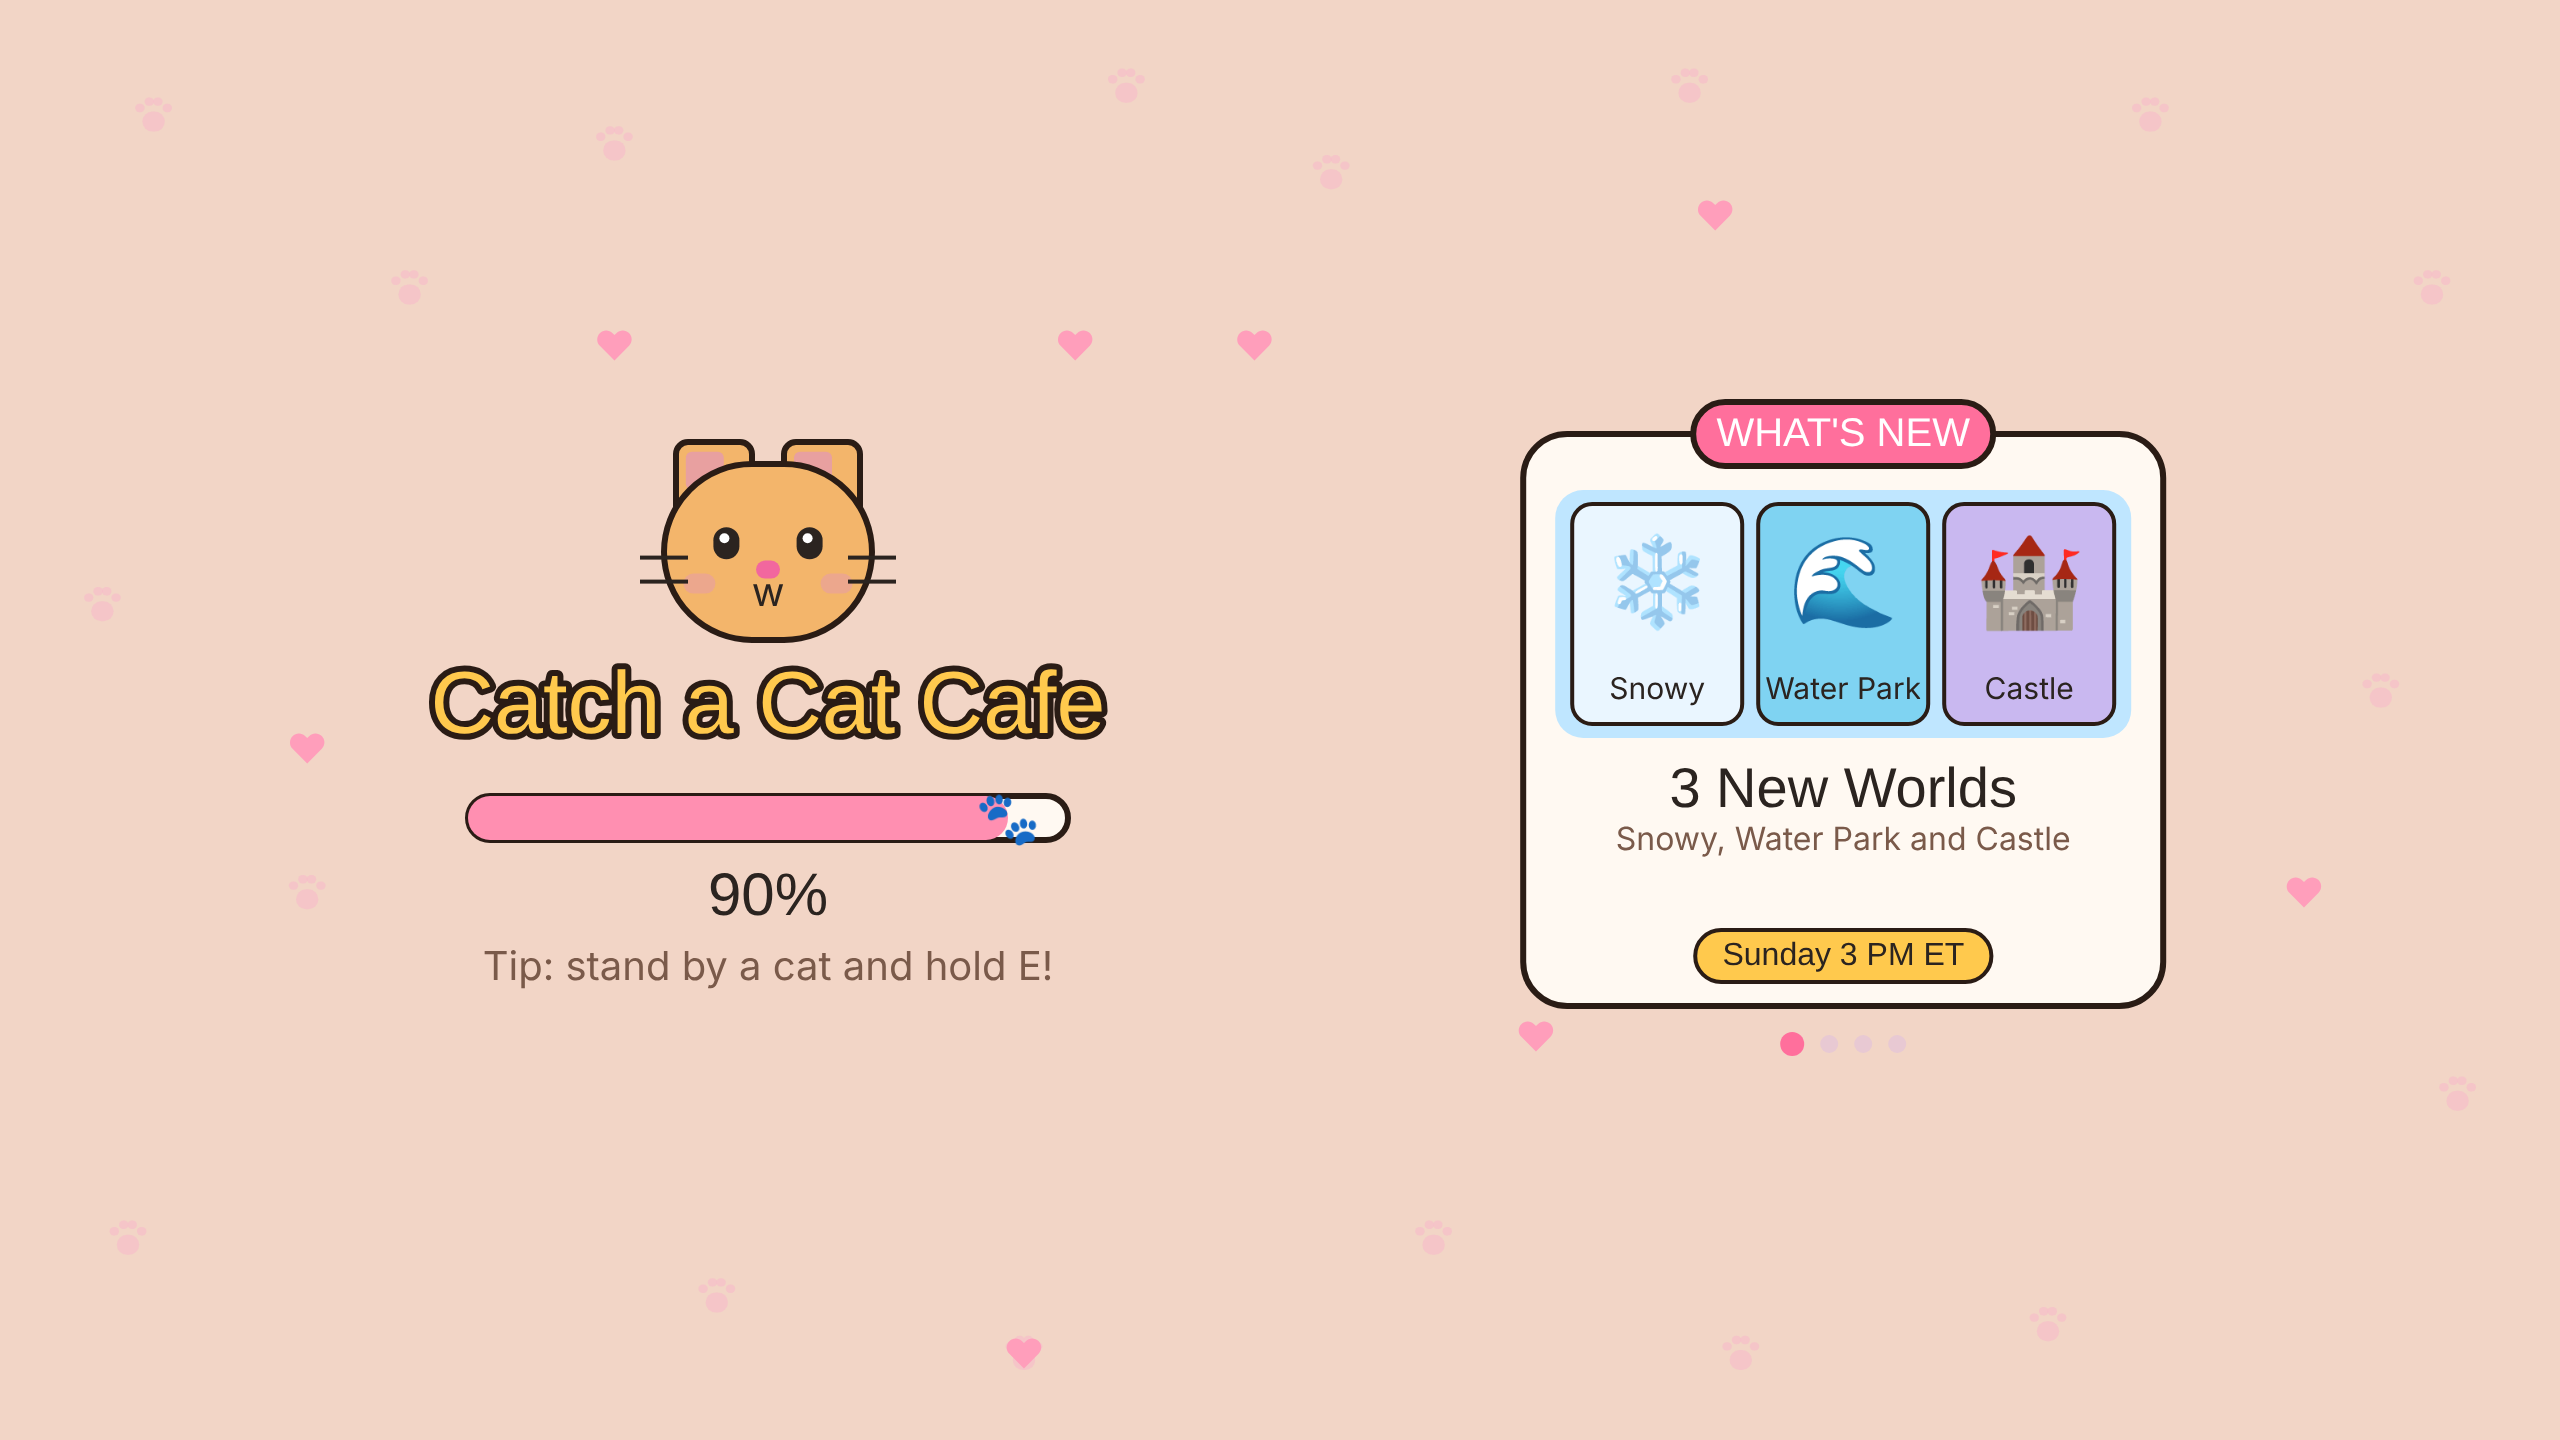 w
Catch a Cat Cafe
90%
Tip: stand by a cat and hold E!
WHAT'S NEW
Snowy
Water Park
Castle
3 New Worlds
Snowy, Water Park and Castle
Sunday 3 PM ET